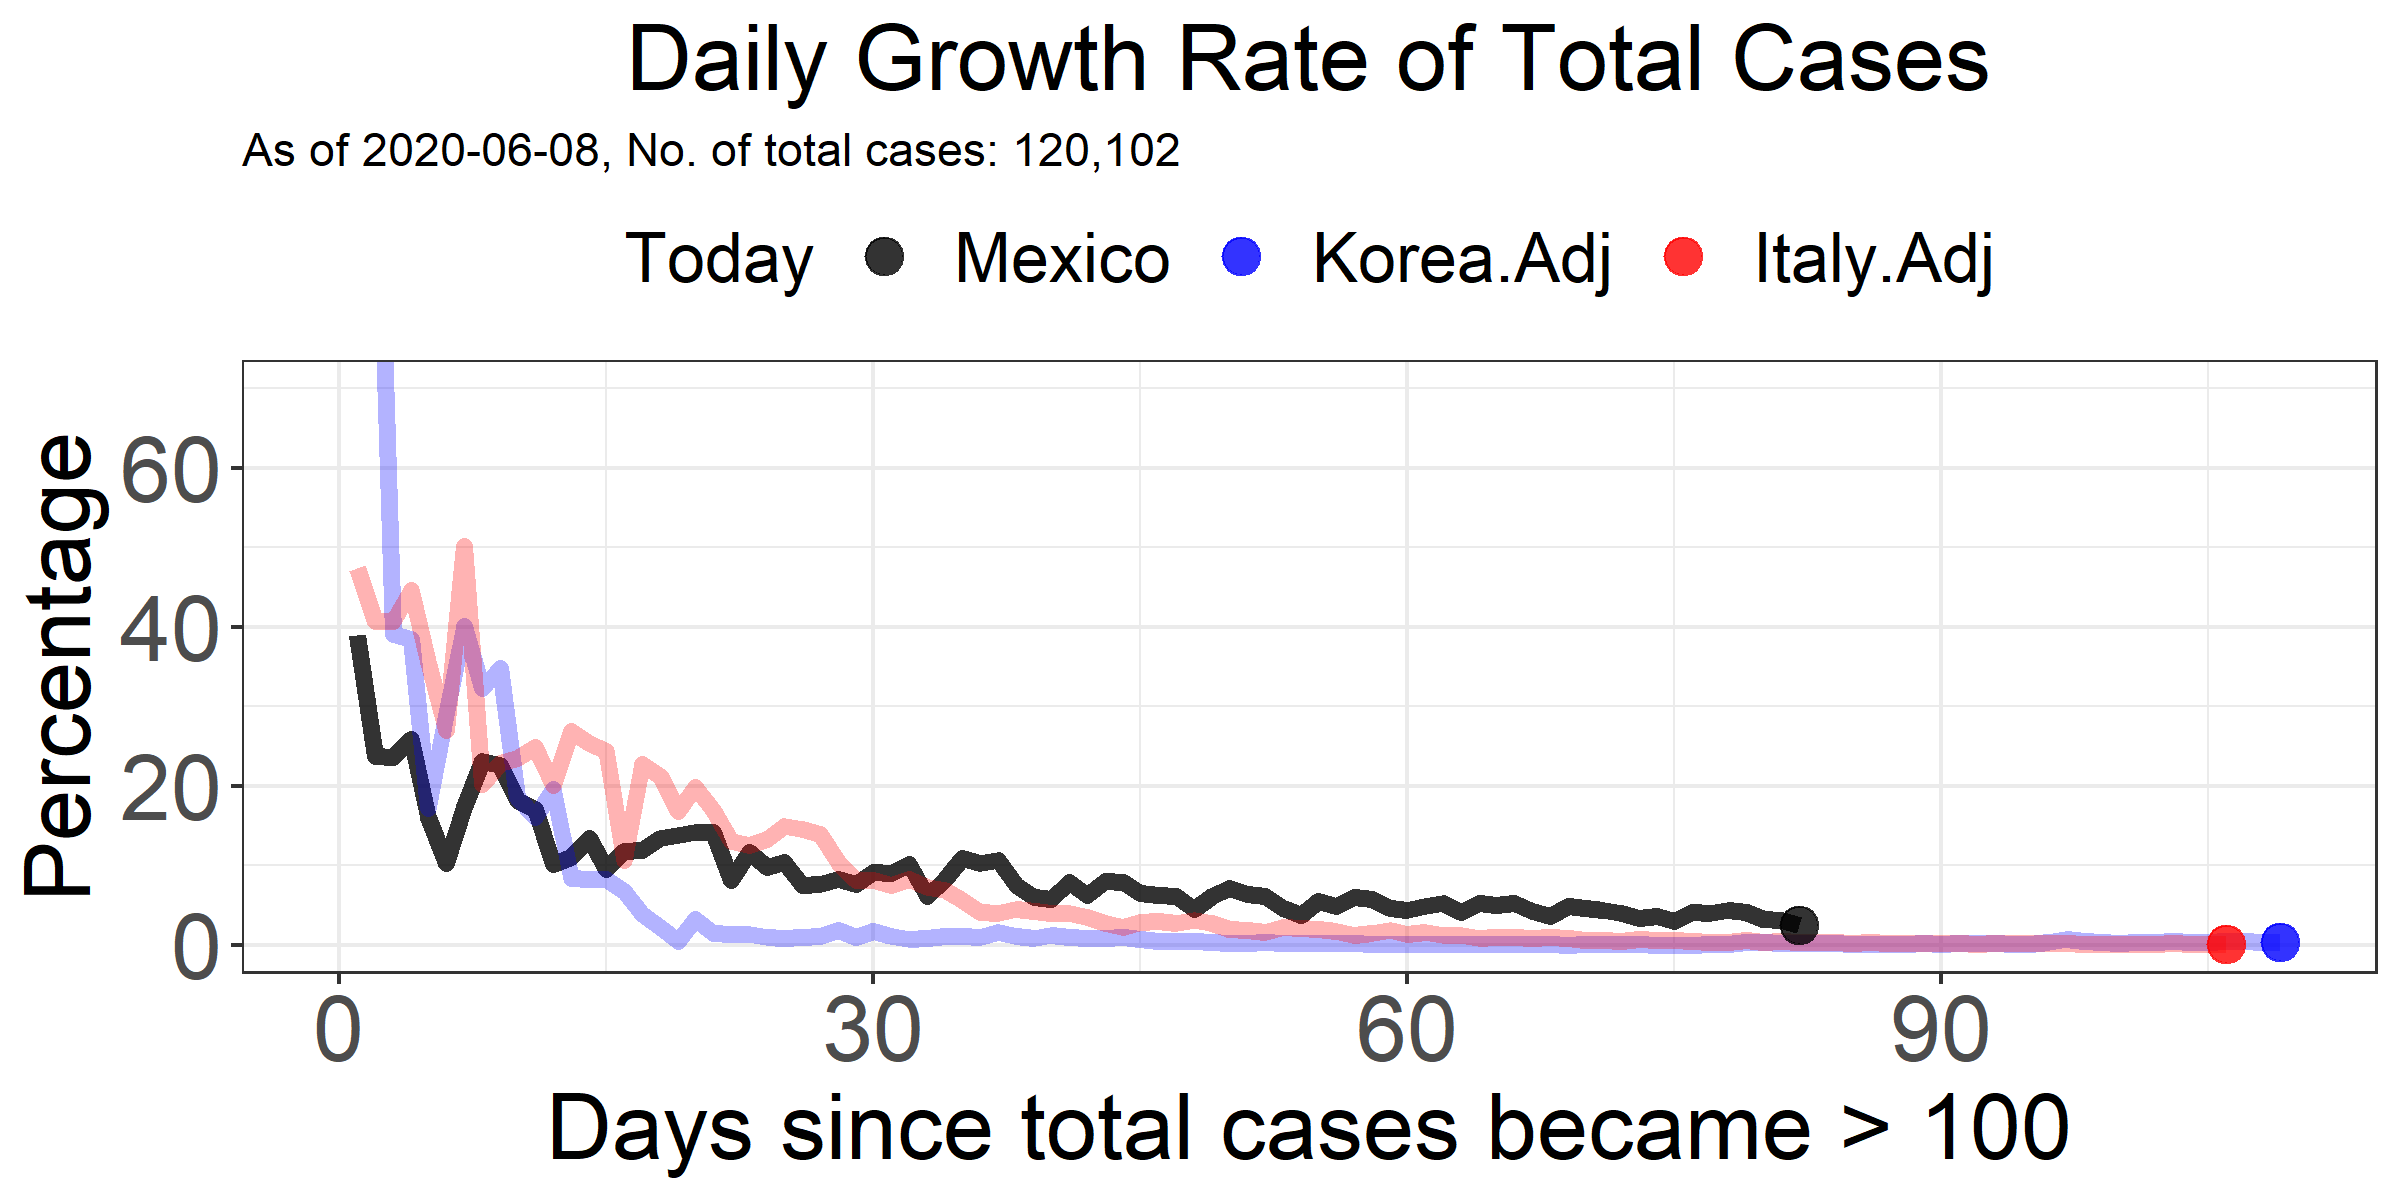 Daily Growth Rate of Total Cases
As of 2020-06-08, No. of total cases: 120,102
Today Mexico Korea.Adj Italy.Adj
Percentage
60
40
20
0
0 30 60 90
Days since total cases became > 100